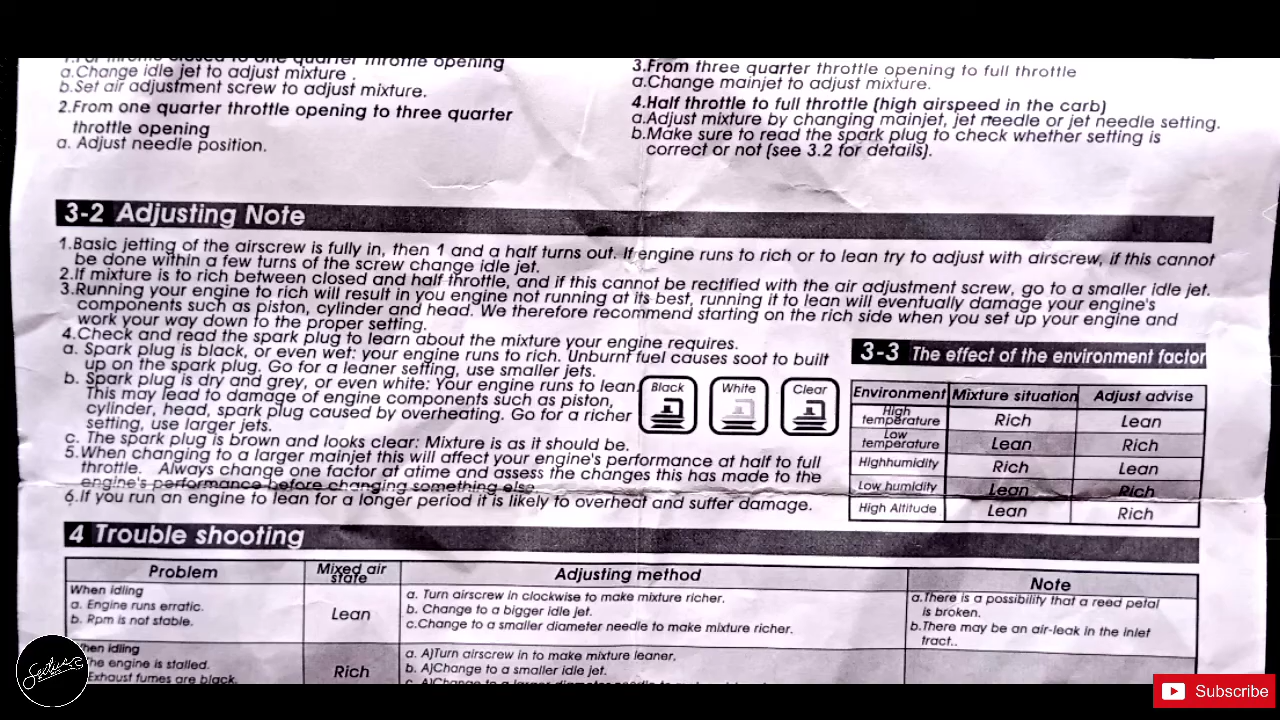 1.For throttle closed to one quarter throttle opening
a.Change idle jet to adjust mixture .
b.Set air adjustment screw to adjust mixture.
2.From one quarter throttle opening to three quarter
throttle opening
a. Adjust needle position.
3.From three quarter throttle opening to full throttle
a.Change mainjet to adjust mixture.
4.Half throttle to full throttle (high airspeed in the carb)
a.Adjust mixture by changing mainjet, jet needle or jet needle setting.
b.Make sure to read the spark plug to check whether setting is
correct or not (see 3.2 for details).
3-2 Adjusting Note
1.Basic jetting of the airscrew is fully in, then 1 and a half turns out. If engine runs to rich or to lean try to adjust with airscrew, if this cannot
be done within a few turns of the screw change idle jet.
2.If mixture is to rich between closed and half throttle, and if this cannot be rectified with the air adjustment screw, go to a smaller idle jet.
3.Running your engine to rich will result in you engine not running at its best, running it to lean will eventually damage your engine's
components such as piston, cylinder and head. We therefore recommend starting on the rich side when you set up your engine and
work your way down to the proper setting.
4.Check and read the spark plug to learn about the mixture your engine requires.
a. Spark plug is black, or even wet: your engine runs to rich. Unburnt fuel causes soot to built
up on the spark plug. Go for a leaner setting, use smaller jets.
b. Spark plug is dry and grey, or even white: Your engine runs to lean
This may lead to damage of engine components such as piston,
cylinder, head, spark plug caused by overheating. Go for a richer
setting, use larger jets.
c. The spark plug is brown and looks clear: Mixture is as it should be.
5.When changing to a larger mainjet this will affect your engine's performance at half to full
throttle. Always change one factor at atime and assess the changes this has made to the
engine's performance before changing something else
6.If you run an engine to lean for a longer period it is likely to overheat and suffer damage.
Black White Clear
3-3 The effect of the environment factor
Environment Mixture situation Adjust advise
High temperature Rich Lean
Low temperature Lean Rich
Highhumidity Rich Lean
Low humidity Lean Rich
High Altitude Lean Rich
4 Trouble shooting
Problem Mixed air state Adjusting method Note
When idling
a. Engine runs erratic.
b. Rpm is not stable.
Lean
a. Turn airscrew in clockwise to make mixture richer.
b. Change to a bigger idle jet.
c.Change to a smaller diameter needle to make mixture richer.
a.There is a possibility that a reed petal
is broken.
b.There may be an air-leak in the inlet
tract..
hen idling
he engine is stalled.
Exhaust fumes are black.
Rich
a. A)Turn airscrew in to make mixture leaner.
b. A)Change to a smaller idle jet.
Subscribe